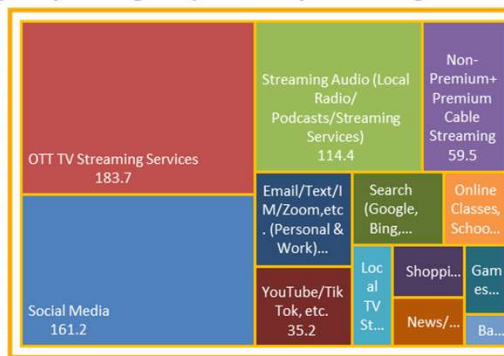 OTT TV Streaming Services
183.7
Social Media
161.2
Streaming Audio (Local
Radio/
Podcasts/Streaming
Services)
114.4
Non-
Premium+
Premium
Cable
Streaming
59.5
Email/Text/I
M/Zoom,etc
. (Personal &
Work)...
YouTube/Tik
Tok, etc.
35.2
Search
(Google,
Bing,...
Online
Classes,
Schoo...
Loc
al
TV
St...
Shoppi...
News/...
Gam
es...
Ba...